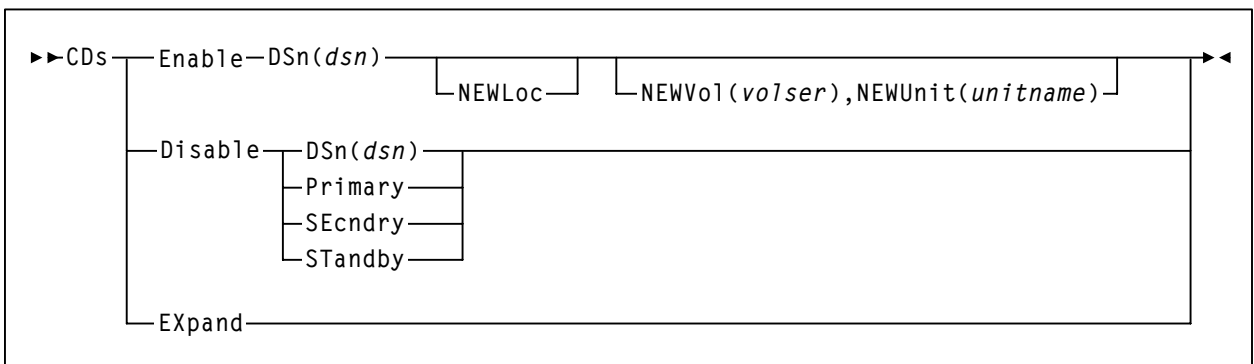 CDs Enable DSn(dsn)
NEWLoc NEWVol(volser),NEWUnit(unitname)
Disable DSn(dsn)
Primary
SEcndry
STandby
EXpand